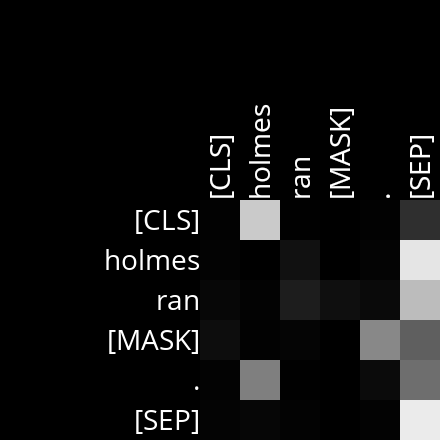 [CLS] holmes ran [MASK] . [SEP]
[CLS]
holmes
ran
[MASK]
.
[SEP]